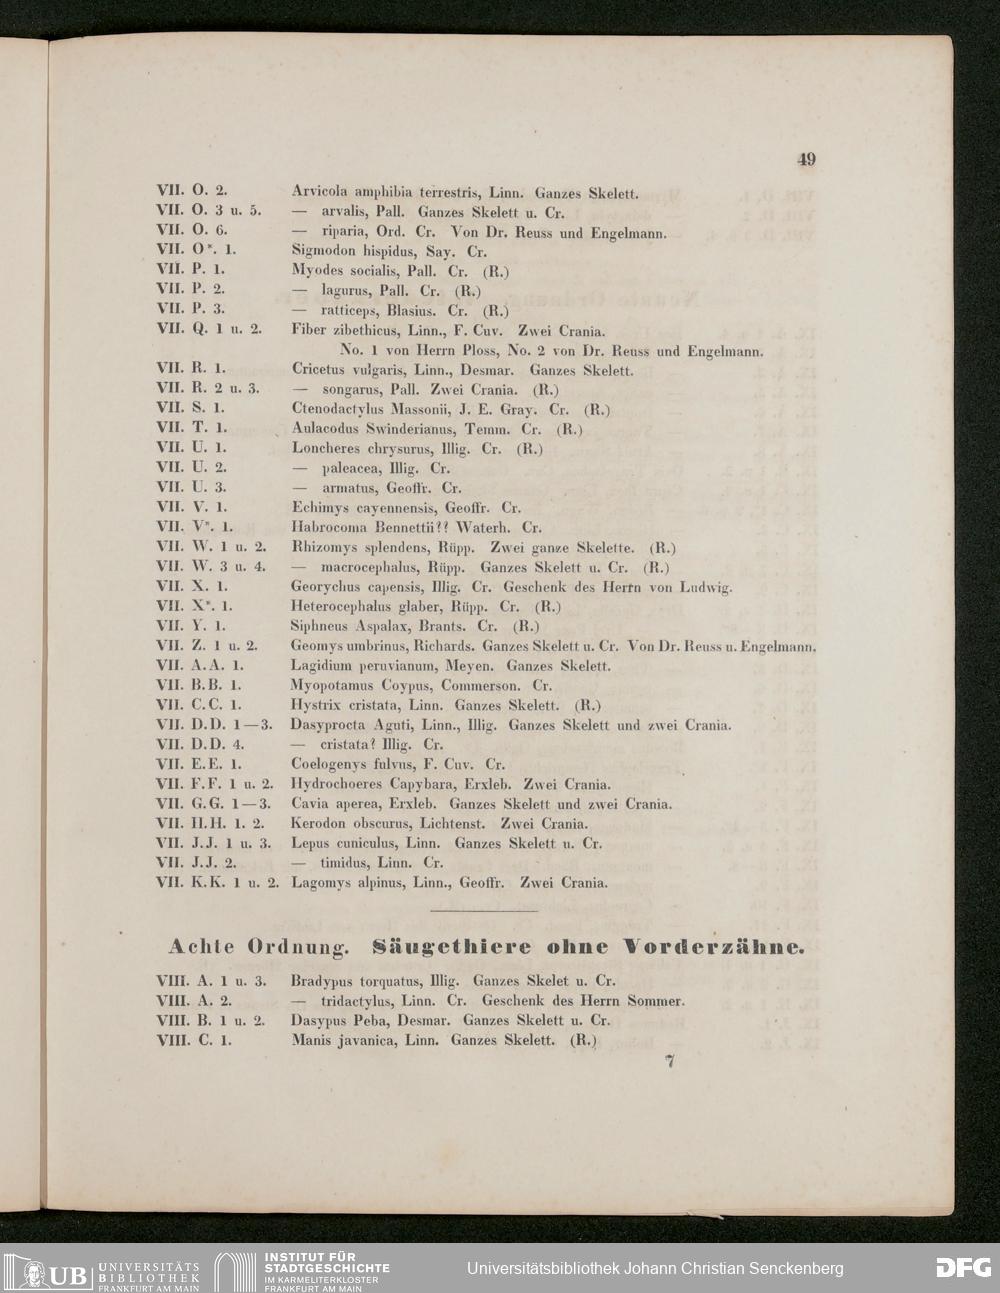 49
VII. O. 2. Arvicola amphibia terrestris, Linn. Ganzes Skelett.
VII. O. 3 u. 5. — arvalis, Pall. Ganzes Skelett u. Cr.
VII. O. 6. — riparia, Ord. Cr. Von Dr. Reuss und Engelmann.
VII. O*. 1. Sigmodon hispidus, Say. Cr.
VII. P. 1. Myodes socialis, Pall. Cr. (R.)
VII. P. 2. — lagurus, Pall. Cr. (R.)
VII. P. 3. — ratticeps, Blasius. Cr. (R.)
VII. Q. 1 u. 2. Fiber zibethicus, Linn., F. Cuv. Zwei Crania.
No. 1 von Herrn Ploss, No. 2 von Dr. Reuss und Engelmann.
VII. R. 1. Cricetus vulgaris, Linn., Desmar. Ganzes Skelett.
VII. R. 2 u. 3. — songarus, Pall. Zwei Crania. (R.)
VII. S. 1. Ctenodactylus Massonii, J. E. Gray. Cr. (R.)
VII. T. 1. Aulacodus Swinderianus, Temm. Cr. (R.)
VII. U. 1. Loncheres chrysurus, Illig. Cr. (R.)
VII. U. 2. — paleacea, Illig. Cr.
VII. U. 3. — armatus, Geoffr. Cr.
VII. V. 1. Echimys cayennensis, Geoffr. Cr.
VII. V*. 1. Habrocoma Bennettii?? Waterh. Cr.
VII. W. 1 u. 2. Rhizomys splendens, Rüpp. Zwei ganze Skelette. (R.)
VII. W. 3 u. 4. — macrocephalus, Rüpp. Ganzes Skelett u. Cr. (R.)
VII. X. 1. Georychus capensis, Illig. Cr. Geschenk des Herrn von Ludwig.
VII. X*. 1. Heterocephalus glaber, Rüpp. Cr. (R.)
VII. Y. 1. Siphneus Aspalax, Brants. Cr. (R.)
VII. Z. 1 u. 2. Geomys umbrinus, Richards. Ganzes Skelett u. Cr. Von Dr. Reuss u. Engelmann.
VII. A.A. 1. Lagidium peruvianum, Meyen. Ganzes Skelett.
VII. B.B. 1. Myopotamus Coypus, Commerson. Cr.
VII. C.C. 1. Hystrix cristata, Linn. Ganzes Skelett. (R.)
VII. D.D. 1—3. Dasyprocta Aguti, Linn., Illig. Ganzes Skelett und zwei Crania.
VII. D.D. 4. — cristata? Illig. Cr.
VII. E.E. 1. Coelogenys fulvus, F. Cuv. Cr.
VII. F.F. 1 u. 2. Hydrochoeres Capybara, Erxleb. Zwei Crania.
VII. G.G. 1—3. Cavia aperea, Erxleb. Ganzes Skelett und zwei Crania.
VII. H.H. 1. 2. Kerodon obscurus, Lichtenst. Zwei Crania.
VII. J.J. 1 u. 3. Lepus cuniculus, Linn. Ganzes Skelett u. Cr.
VII. J.J. 2. — timidus, Linn. Cr.
VII. K.K. 1 u. 2. Lagomys alpinus, Linn., Geoffr. Zwei Crania.
Achte Ordnung. Säugethiere ohne Vorderzähne.
VIII. A. 1 u. 3. Bradypus torquatus, Illig. Ganzes Skelet u. Cr.
VIII. A. 2. — tridactylus, Linn. Cr. Geschenk des Herrn Sommer.
VIII. B. 1 u. 2. Dasypus Peba, Desmar. Ganzes Skelett u. Cr.
VIII. C. 1. Manis javanica, Linn. Ganzes Skelett. (R.)
7
UB UNIVERSITÄTS
BIBLIOTHEK
FRANKFURT AM MAIN
INSTITUT FÜR
STADTGESCHICHTE
IM KARMELITERKLOSTER
FRANKFURT AM MAIN
Universitätsbibliothek Johann Christian Senckenberg
DFG